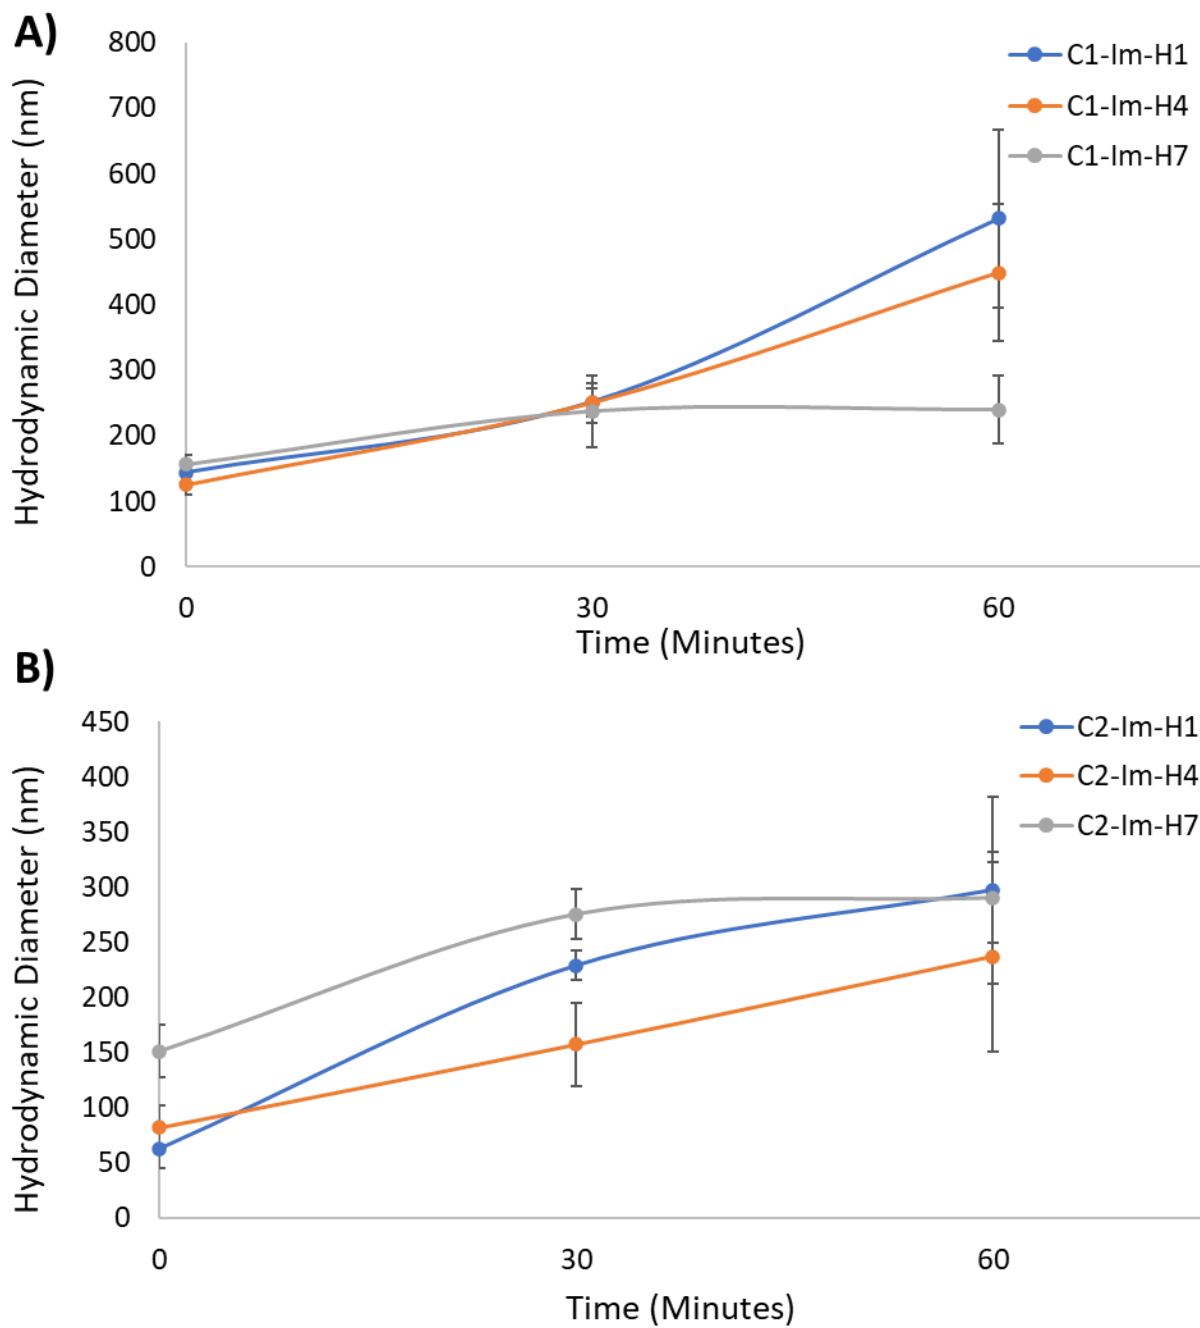 A)
Hydrodynamic Diameter (nm)
800
700
600
500
400
300
200
100
0
0 30 60
Time (Minutes)
C1-Im-H1
C1-Im-H4
C1-Im-H7
B)
Hydrodynamic Diameter (nm)
450
400
350
300
250
200
150
100
50
0
0 30 60
Time (Minutes)
C2-Im-H1
C2-Im-H4
C2-Im-H7